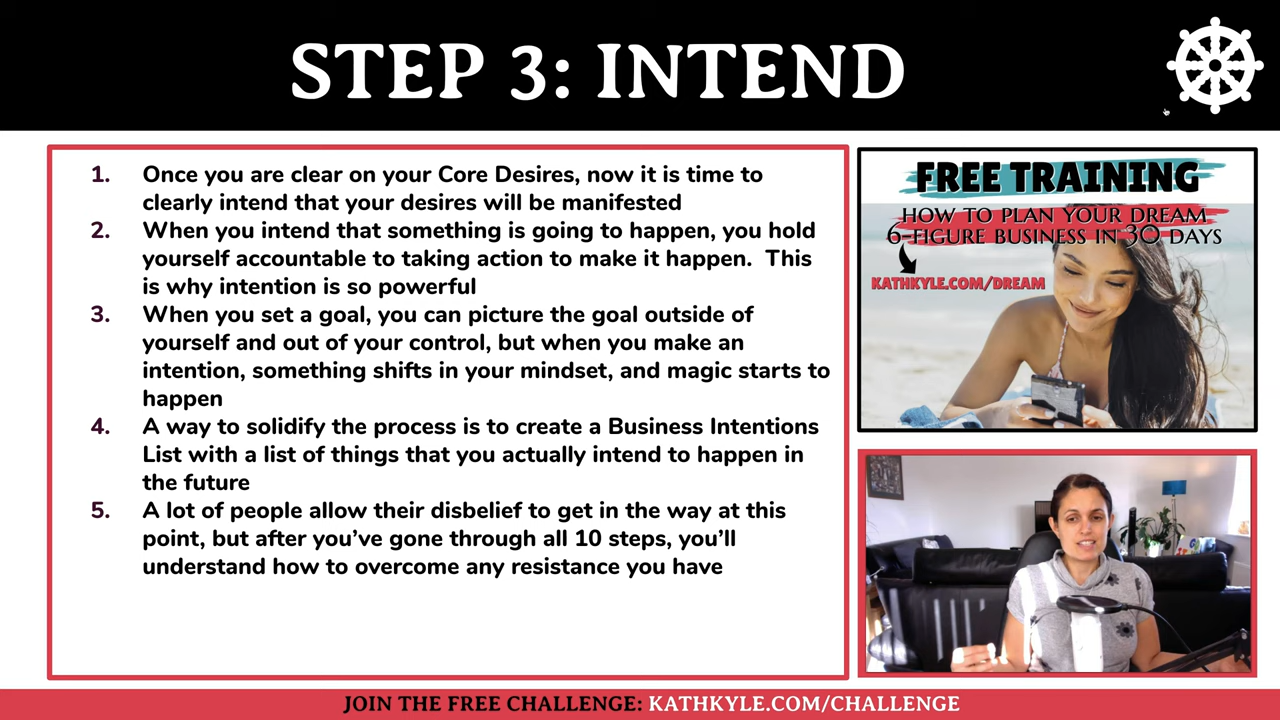 STEP 3: INTEND
1. Once you are clear on your Core Desires, now it is time to
clearly intend that your desires will be manifested
2. When you intend that something is going to happen, you hold
yourself accountable to taking action to make it happen.  This
is why intention is so powerful
3. When you set a goal, you can picture the goal outside of
yourself and out of your control, but when you make an
intention, something shifts in your mindset, and magic starts to
happen
4. A way to solidify the process is to create a Business Intentions
List with a list of things that you actually intend to happen in
the future
5. A lot of people allow their disbelief to get in the way at this
point, but after you’ve gone through all 10 steps, you’ll
understand how to overcome any resistance you have
FREE TRAINING
HOW TO PLAN YOUR DREAM
6-FIGURE BUSINESS IN 30 DAYS
KATHKYLE.COM/DREAM
JOIN THE FREE CHALLENGE: KATHKYLE.COM/CHALLENGE